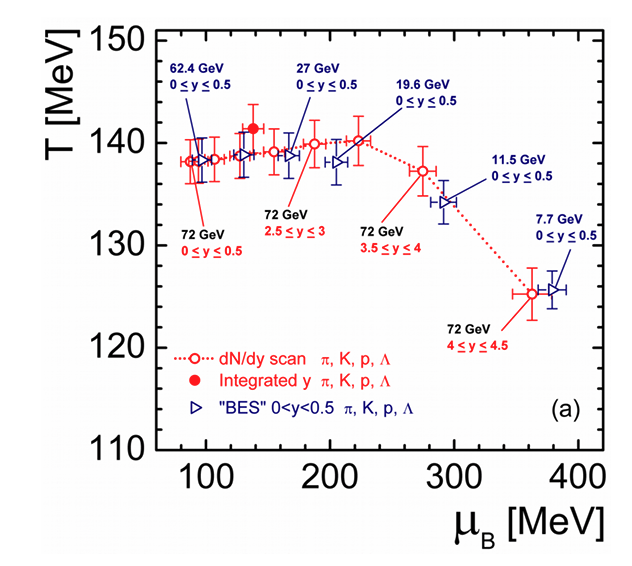 150
140
130
120
110
T [MeV]
62.4 GeV
0 ≤ y ≤ 0.5
27 GeV
0 ≤ y ≤ 0.5
19.6 GeV
0 ≤ y ≤ 0.5
11.5 GeV
0 ≤ y ≤ 0.5
7.7 GeV
0 ≤ y ≤ 0.5
72 GeV
0 ≤ y ≤ 0.5
72 GeV
2.5 ≤ y ≤ 3
72 GeV
3.5 ≤ y ≤ 4
72 GeV
4 ≤ y ≤ 4.5
dN/dy scan π, K, p, Λ
Integrated y π, K, p, Λ
"BES" 0<y<0.5 π, K, p, Λ
(a)
100 200 300 400
μB [MeV]